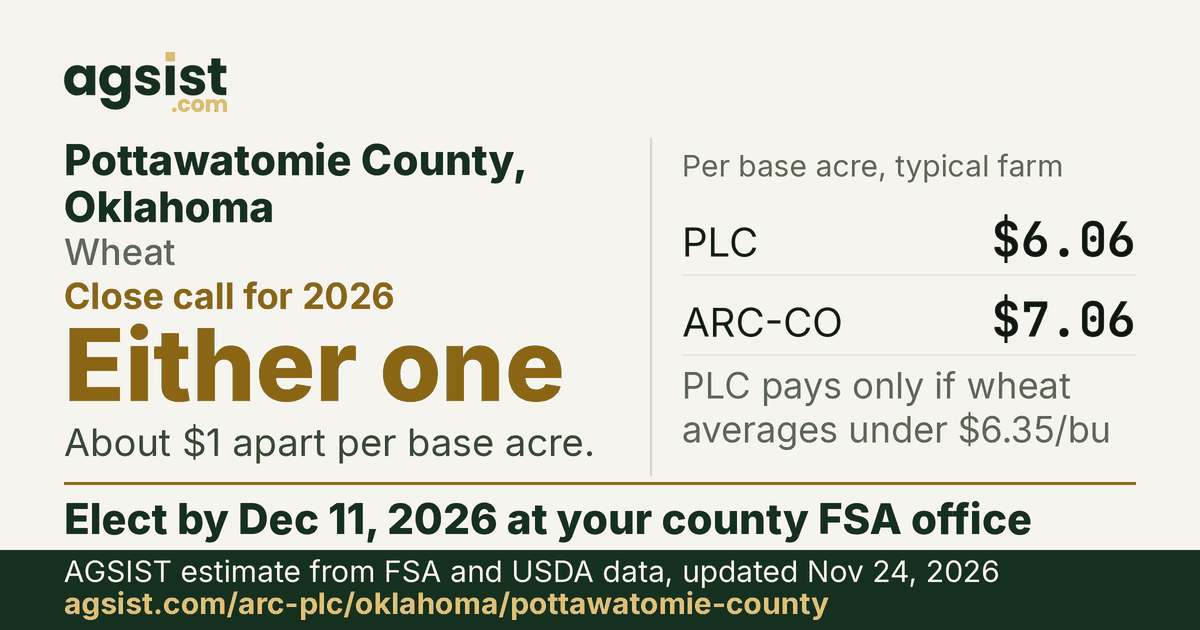 agsist
.com
Pottawatomie County,
Oklahoma
Wheat
Close call for 2026
Either one
About $1 apart per base acre.
Per base acre, typical farm
PLC $6.06
ARC-CO $7.06
PLC pays only if wheat
averages under $6.35/bu
Elect by Dec 11, 2026 at your county FSA office
AGSIST estimate from FSA and USDA data, updated Nov 24, 2026
agsist.com/arc-plc/oklahoma/pottawatomie-county